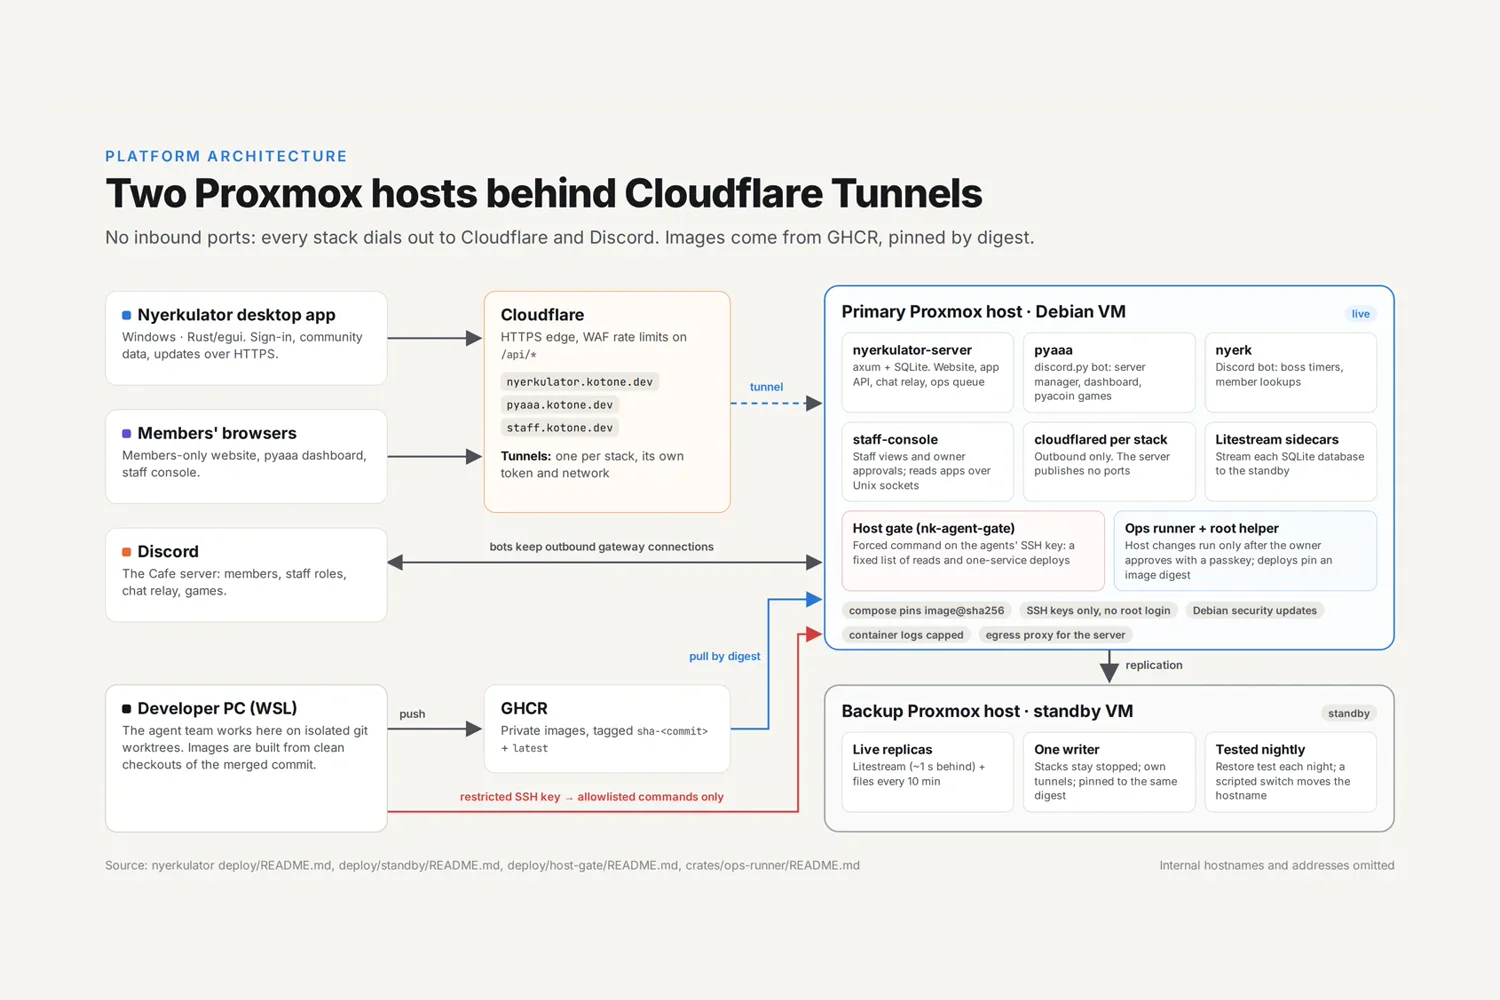 PLATFORM ARCHITECTURE
Two Proxmox hosts behind Cloudflare Tunnels
No inbound ports: every stack dials out to Cloudflare and Discord. Images come from GHCR, pinned by digest.
Nyerkulator desktop app
Windows · Rust/egui. Sign-in, community
data, updates over HTTPS.
Members' browsers
Members-only website, pyaaa dashboard,
staff console.
Discord
The Cafe server: members, staff roles,
chat relay, games.
Developer PC (WSL)
The agent team works here on isolated git
worktrees. Images are built from clean
checkouts of the merged commit.
Cloudflare
HTTPS edge, WAF rate limits on
/api/*
nyerkulator.kotone.dev
pyaaa.kotone.dev
staff.kotone.dev
Tunnels: one per stack, its own
token and network
tunnel
bots keep outbound gateway connections
pull by digest
push
GHCR
Private images, tagged sha-<commit>
+ latest
restricted SSH key → allowlisted commands only
Primary Proxmox host · Debian VM
live
nyerkulator-server
axum + SQLite. Website, app
API, chat relay, ops queue
pyaaa
discord.py bot: server
manager, dashboard,
pyacoin games
nyerk
Discord bot: boss timers,
member lookups
staff-console
Staff views and owner
approvals; reads apps over
Unix sockets
cloudflared per stack
Outbound only. The server
publishes no ports
Litestream sidecars
Stream each SQLite database
to the standby
Host gate (nk-agent-gate)
Forced command on the agents' SSH key: a
fixed list of reads and one-service deploys
Ops runner + root helper
Host changes run only after the owner
approves with a passkey; deploys pin an
image digest
compose pins image@sha256
SSH keys only, no root login
Debian security updates
container logs capped
egress proxy for the server
replication
Backup Proxmox host · standby VM
standby
Live replicas
Litestream (~1 s behind) +
files every 10 min
One writer
Stacks stay stopped; own
tunnels; pinned to the same
digest
Tested nightly
Restore test each night; a
scripted switch moves the
hostname
Source: nyerkulator deploy/README.md, deploy/standby/README.md, deploy/host-gate/README.md, crates/ops-runner/README.md
Internal hostnames and addresses omitted